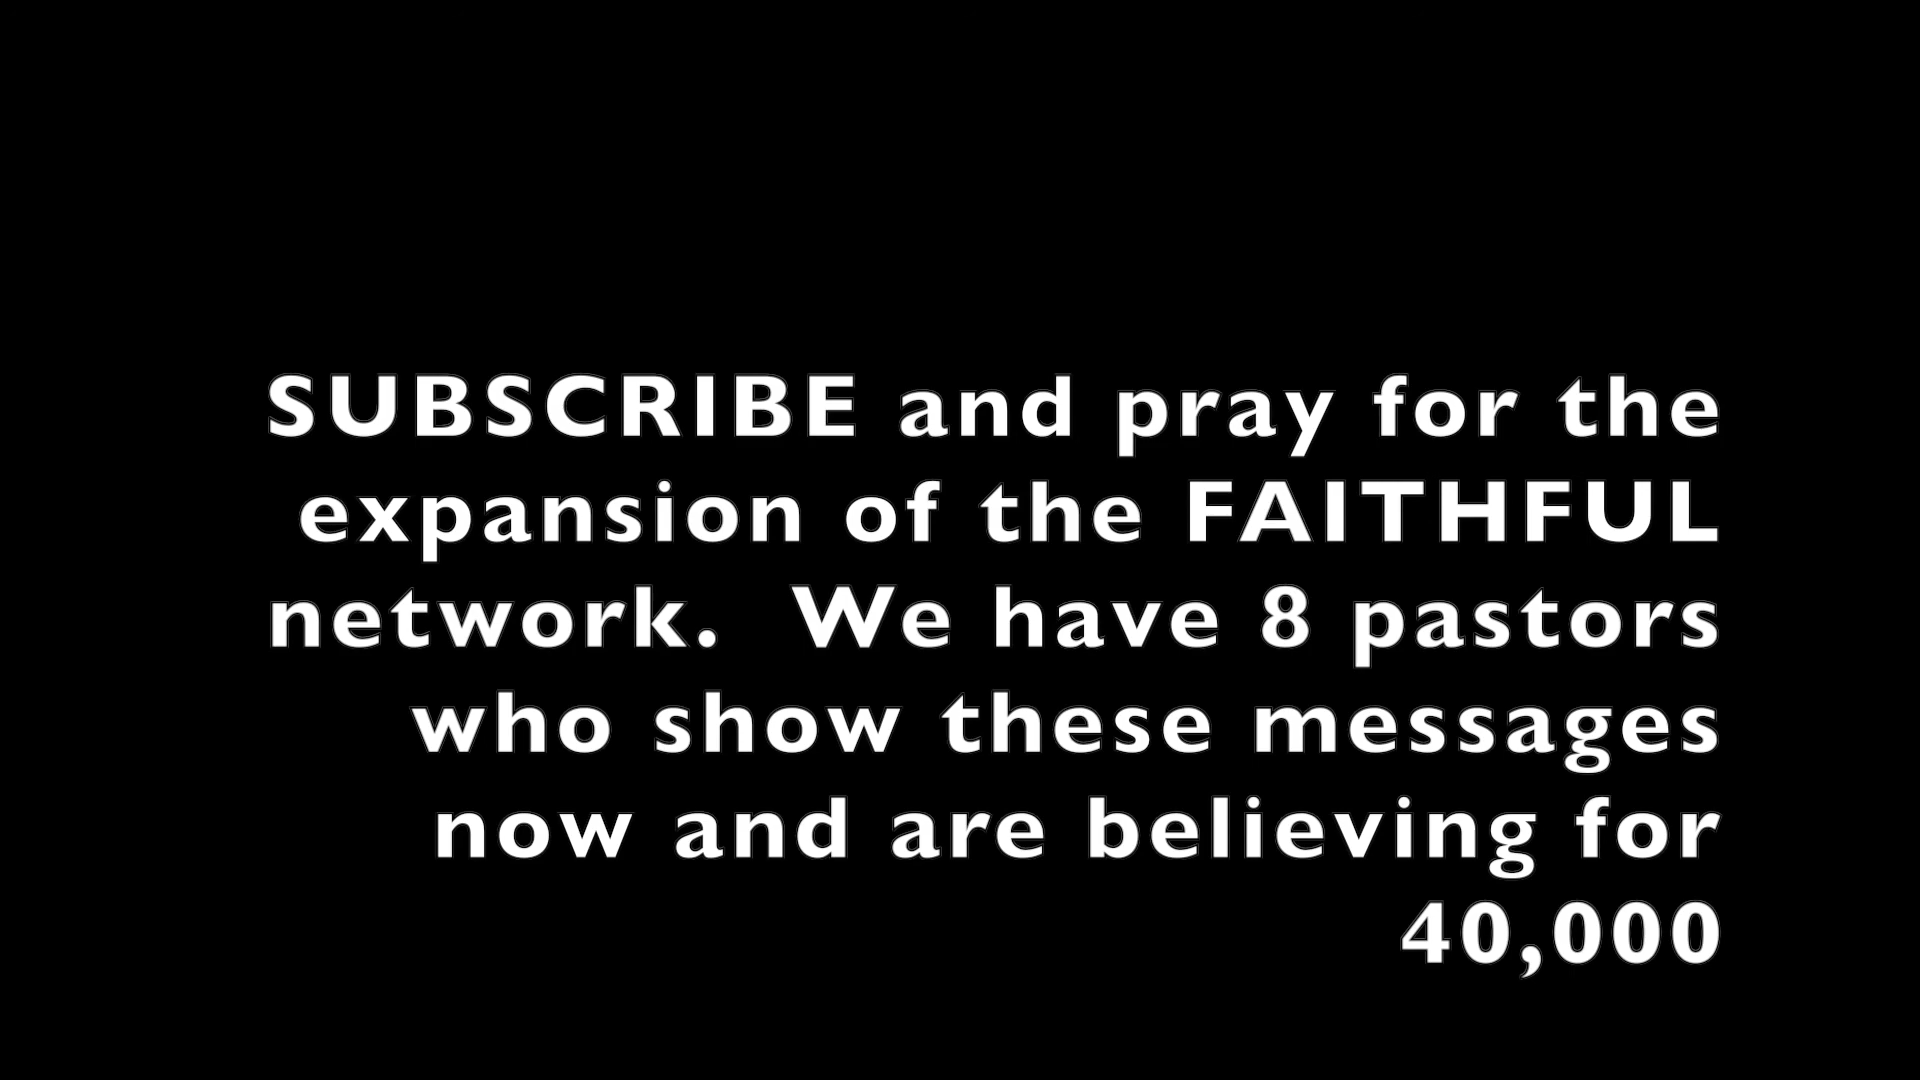 SUBSCRIBE and pray for the
expansion of the FAITHFUL
network.  We have 8 pastors
who show these messages
now and are believing for
40,000